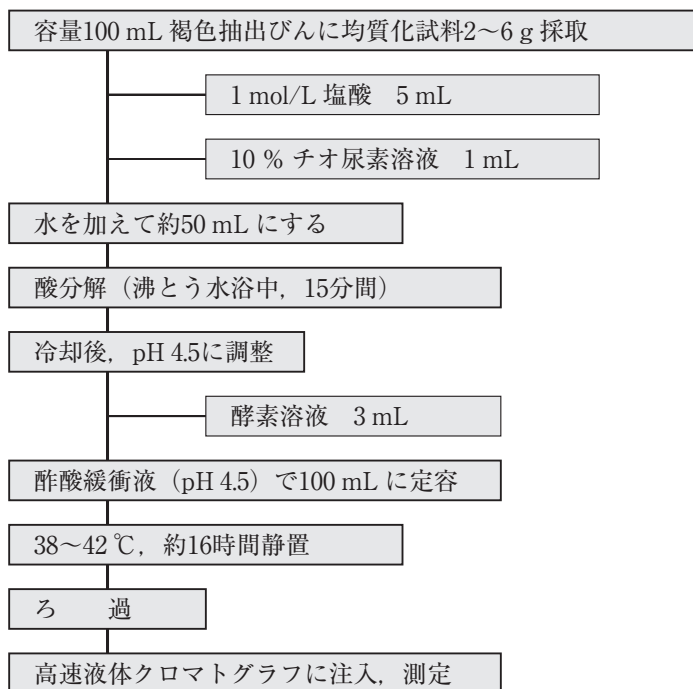 容量100 mL 褐色抽出びんに均質化試料2～6 g 採取
1 mol/L 塩酸　5 mL
10 % チオ尿素溶液　1 mL
水を加えて約50 mL にする
酸分解（沸とう水浴中，15分間）
冷却後，pH 4.5に調整
酵素溶液　3 mL
酢酸緩衝液（pH 4.5）で100 mL に定容
38～42 ℃，約16時間静置
ろ　　過
高速液体クロマトグラフに注入，測定